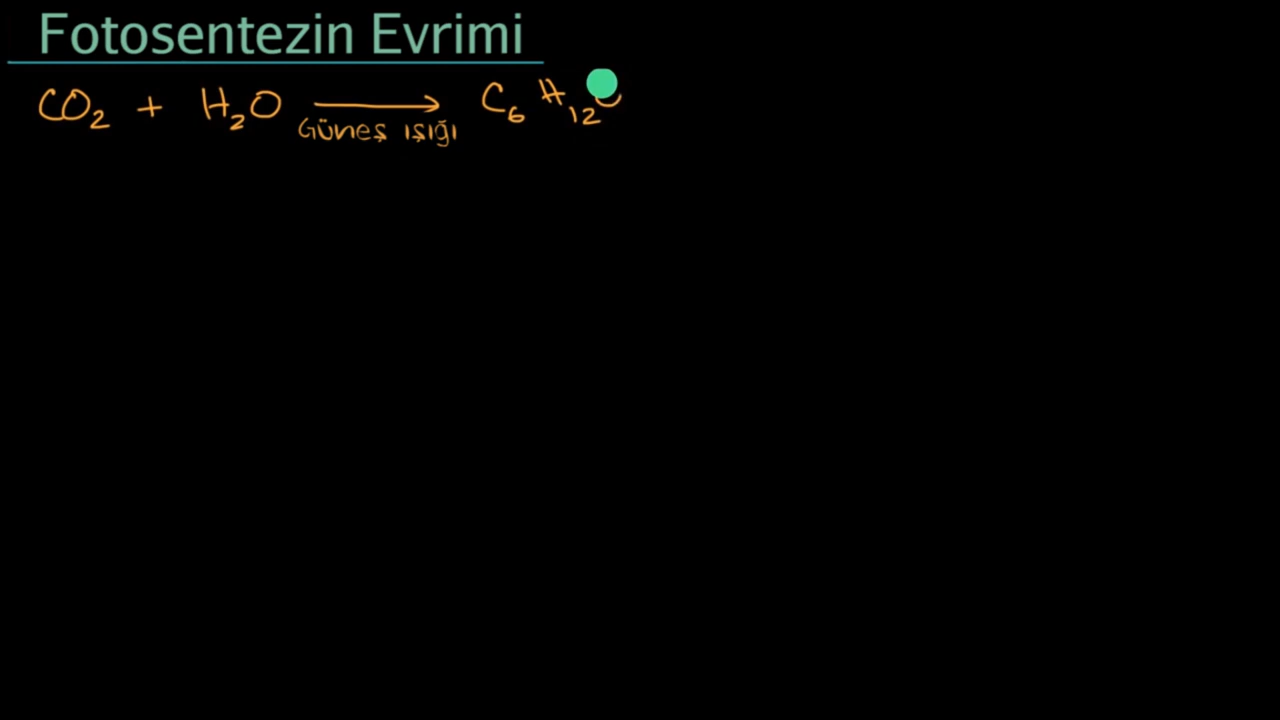 Fotosentezin Evrimi
CO₂ + H₂O → C₆ H₁₂
Güneş ışığı